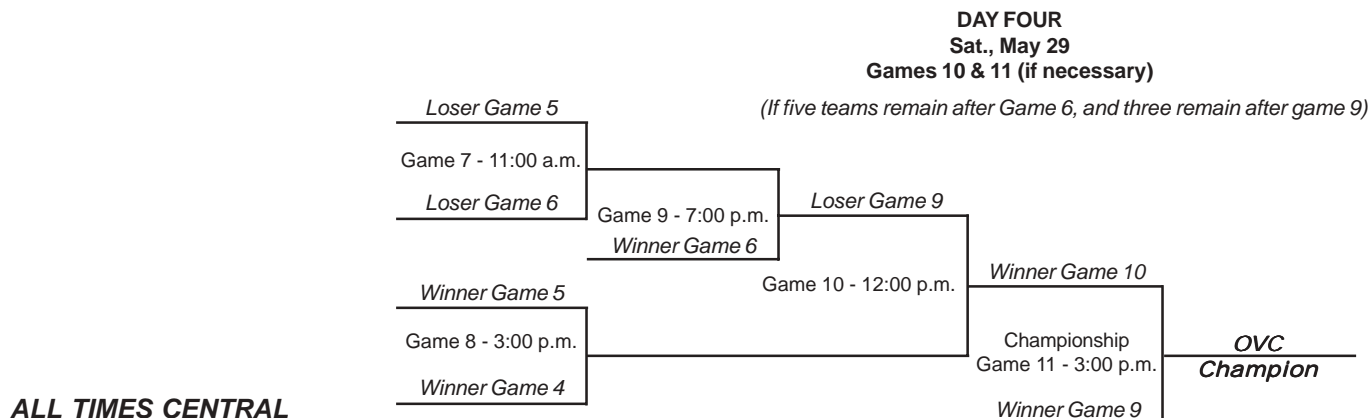 DAY FOUR
Sat., May 29
Games 10 & 11 (if necessary)
(If five teams remain after Game 6, and three remain after game 9)
Loser Game 5
Game 7 - 11:00 a.m.
Loser Game 6
Game 9 - 7:00 p.m.
Winner Game 6
Loser Game 9
Game 10 - 12:00 p.m.
Winner Game 5
Game 8 - 3:00 p.m.
Winner Game 4
Winner Game 10
Championship
Game 11 - 3:00 p.m.
Winner Game 9
OVC
Champion
ALL TIMES CENTRAL